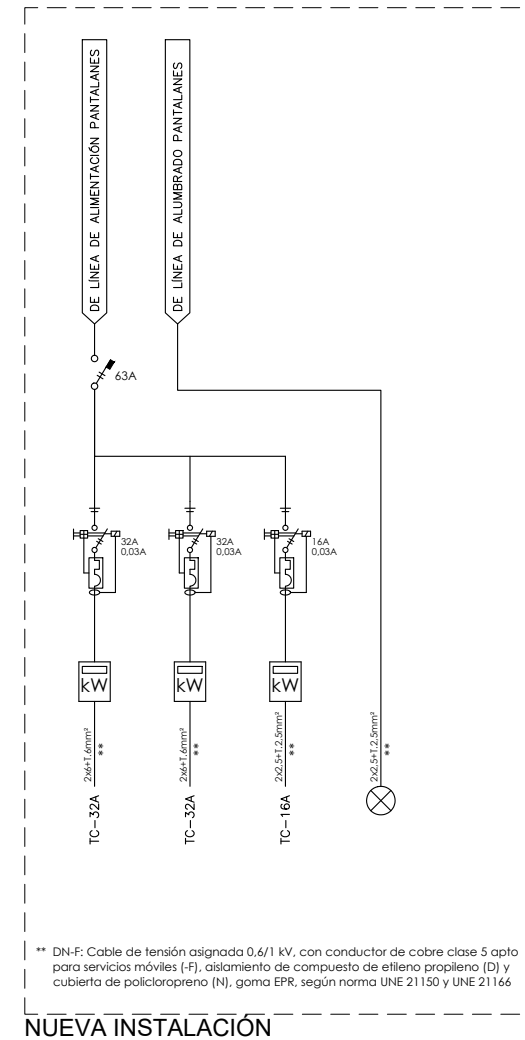 DE LÍNEA DE ALIMENTACIÓN PANTALANES
DE LÍNEA DE ALUMBRADO PANTALANES
63A
32A
0,03A
32A
0,03A
16A
0,03A
kW
kW
kW
2x6+T.6mm²
**
2x6+T.6mm²
**
2x2,5+T.2,5mm²
**
2x2,5+T.2,5mm²
**
TC-32A
TC-32A
TC-16A
** DN-F: Cable de tensión asignada 0,6/1 kV, con conductor de cobre clase 5 apto
para servicios móviles (-F), aislamiento de compuesto de etileno propileno (D) y
cubierta de policloropreno (N), goma EPR, según norma UNE 21150 y UNE 21166
NUEVA INSTALACIÓN